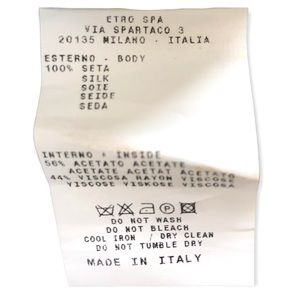 ETRO SPA
VIA SPARTACO 3
20135 MILANO - ITALIA
ESTERNO - BODY
100% SETA
SILK
SOIE
SEIDE
SEDA
INTERNO - INSIDE
56% ACETATO ACETATE
ACETATE ACETAT ACETATO
44% VISCOSA RAYON VISCOSE
VISCOSE VISKOSE VISCOSA
DO NOT WASH
DO NOT BLEACH
COOL IRON / DRY CLEAN
DO NOT TUMBLE DRY
MADE IN ITALY